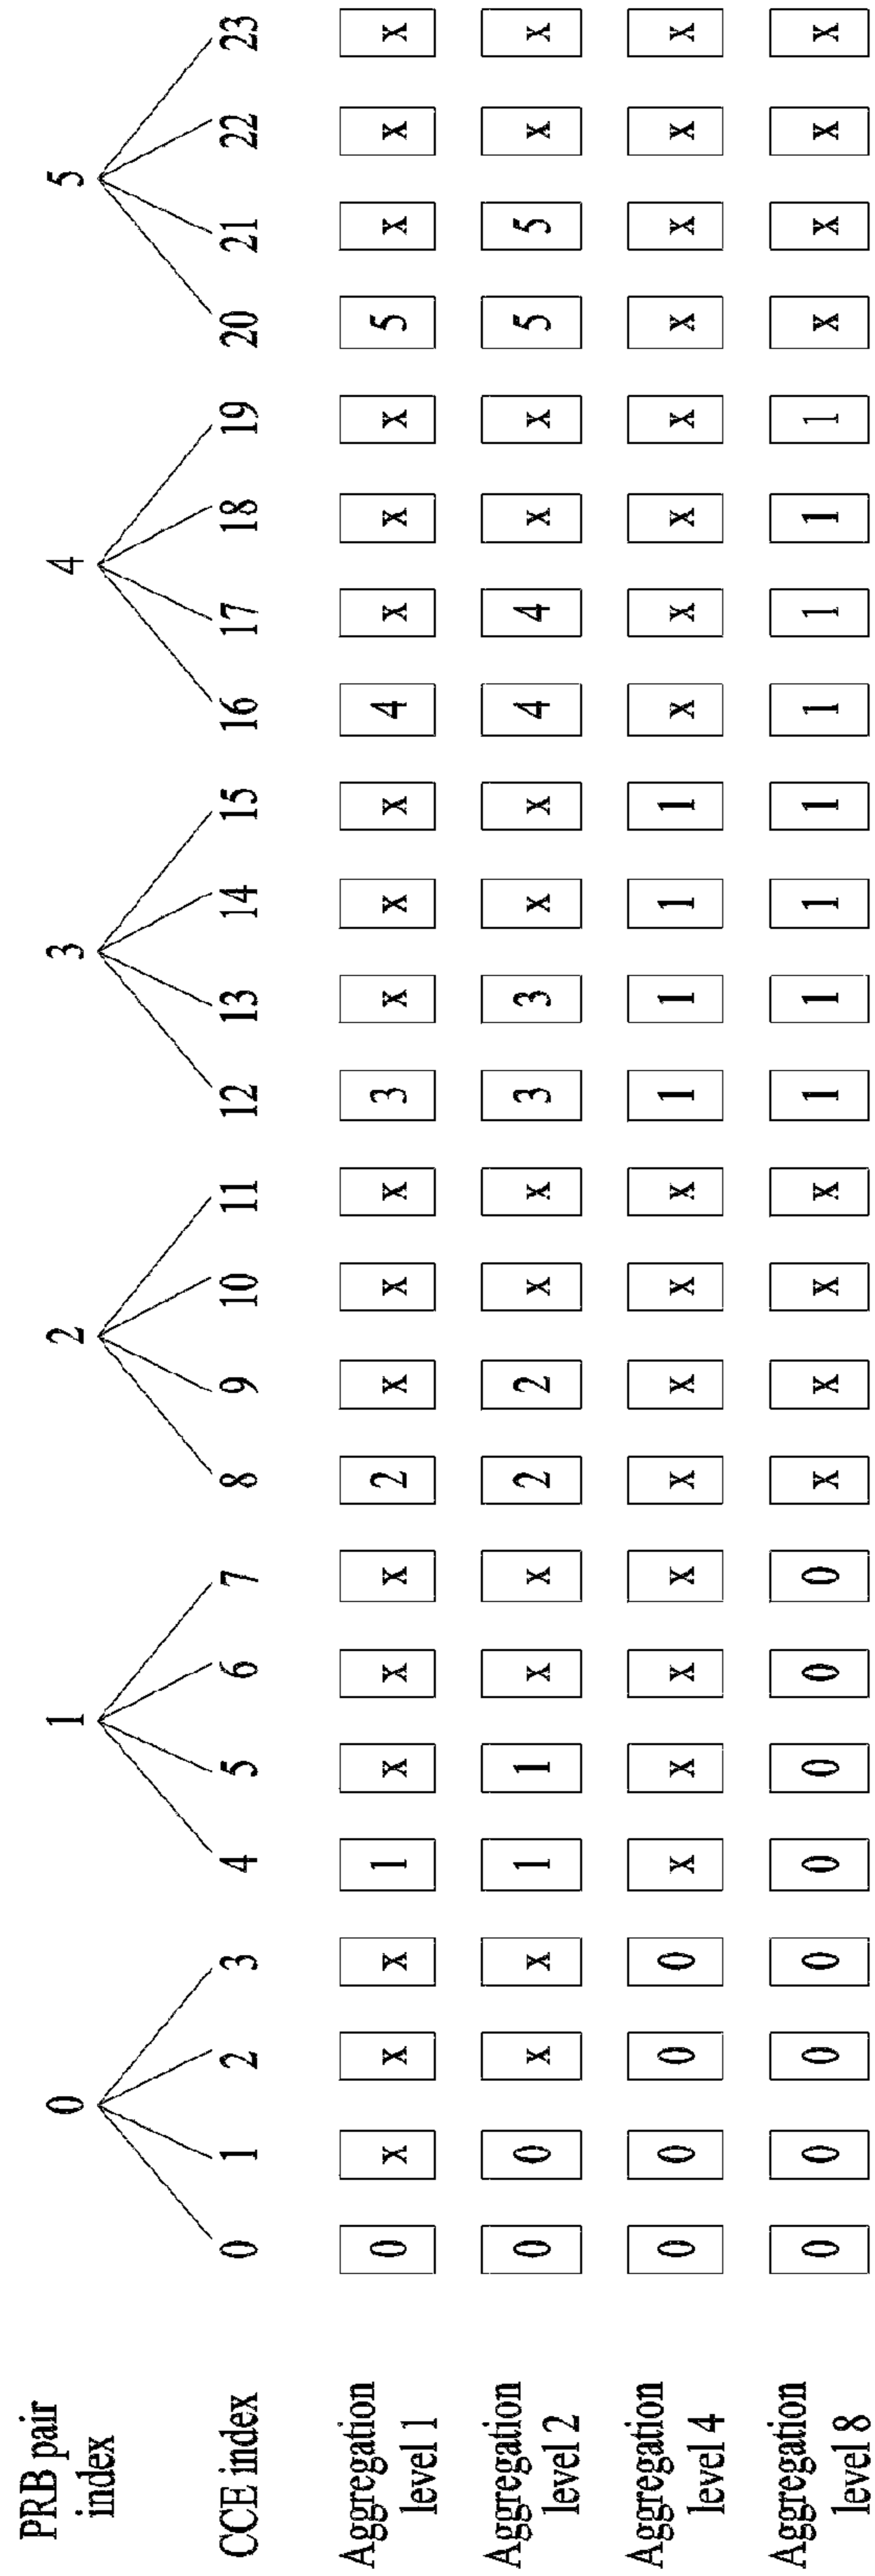 PRB pair index 0 1 2 3 4 5
CCE index 0 1 2 3 4 5 6 7 8 9 10 11 12 13 14 15 16 17 18 19 20 21 22 23
Aggregation level 1 0 x x x 1 x x x 2 x x x 3 x x x 4 x x x 5 x x x
Aggregation level 2 0 0 x x 1 1 x x 2 2 x x 3 3 x x 4 4 x x 5 5 x x
Aggregation level 4 0 0 0 0 x x x x x x x x 1 1 1 1 x x x x x x x x
Aggregation level 8 0 0 0 0 0 0 0 0 x x x x 1 1 1 1 1 1 1 1 x x x x